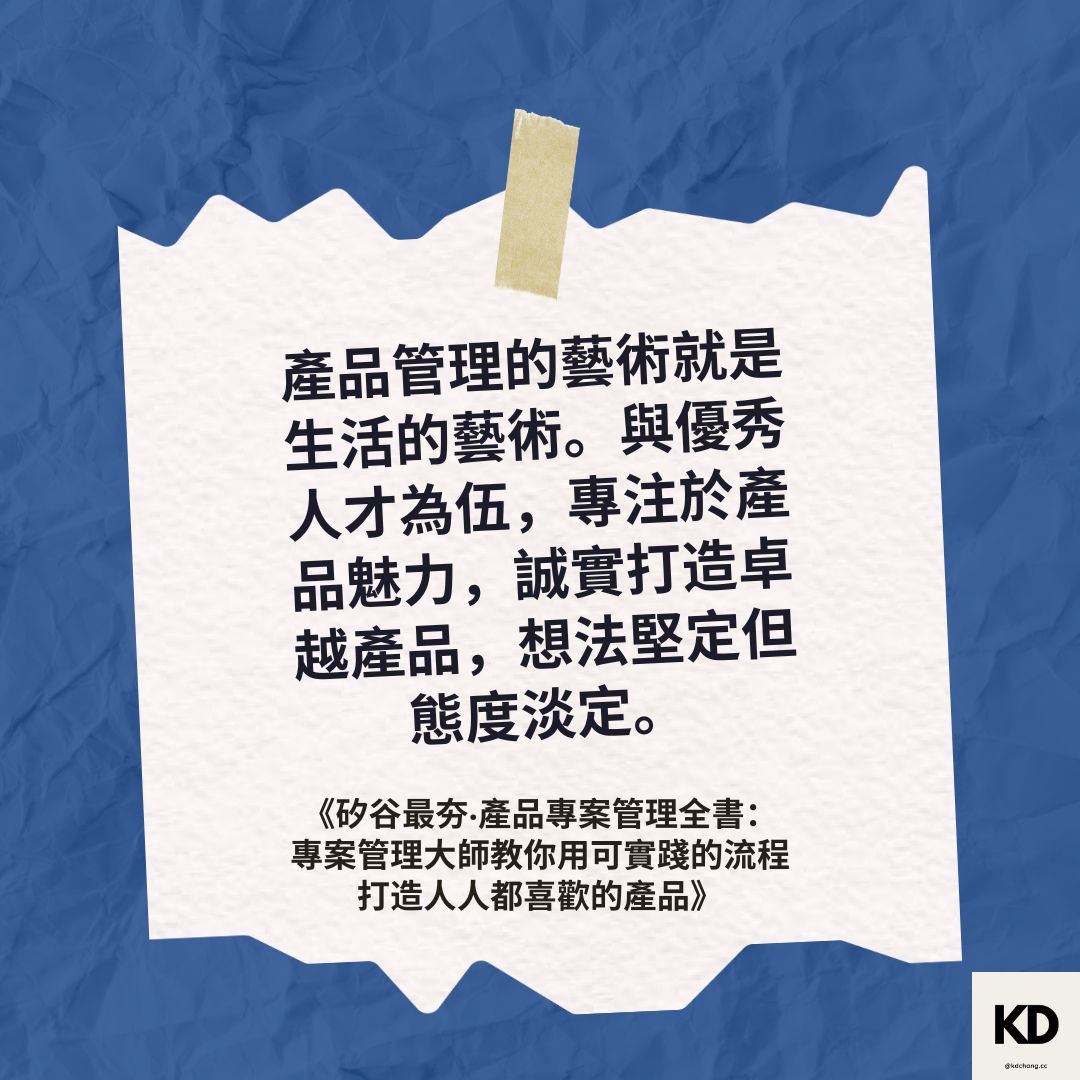 產品管理的藝術就是
生活的藝術。與優秀
人才為伍，專注於產
品魅力，誠實打造卓
越產品，想法堅定但
態度淡定。
《矽谷最夯·產品專案管理全書：
專案管理大師教你用可實踐的流程
打造人人都喜歡的產品》
KD
@kdchang.cc